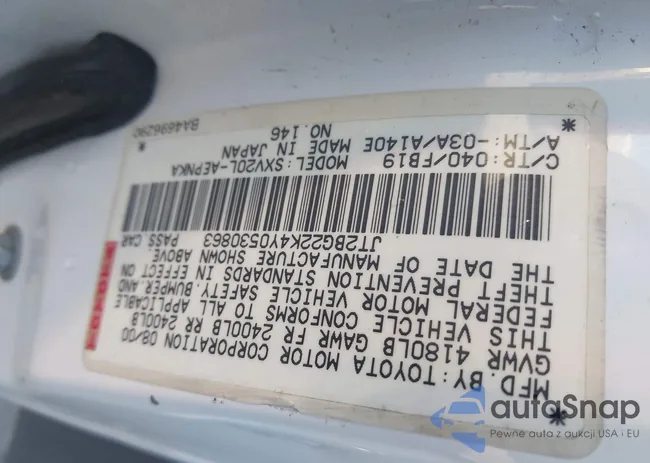 MFD. BY: TOYOTA MOTOR CORPORATION 08/00
GVWR 4180LB GAWR FR 2400LB RR 2400LB
THIS VEHICLE CONFORMS TO ALL APPLICABLE
FEDERAL MOTOR VEHICLE SAFETY, BUMPER, AND
THEFT PREVENTION STANDARDS IN EFFECT ON
THE DATE OF MANUFACTURE SHOWN ABOVE.
JT2BG22K4Y0530863 PASS CAR
C/TR: 040/FB19 MODEL: SXV20L-AEPNKA
A/TM: -03A/A140E MADE IN JAPAN
NO. 146
* BA4696290 *
autoSnap
Pewne auta z aukcji USA i EU